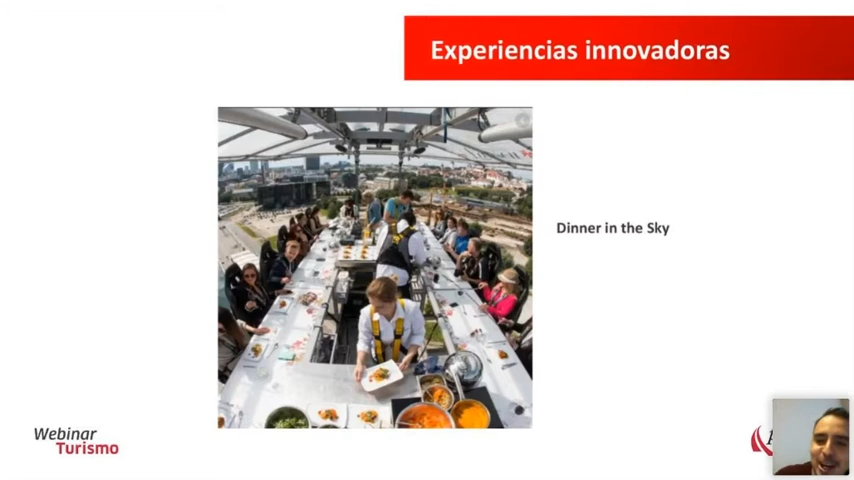 Experiencias innovadoras
Dinner in the Sky
Webinar
Turismo